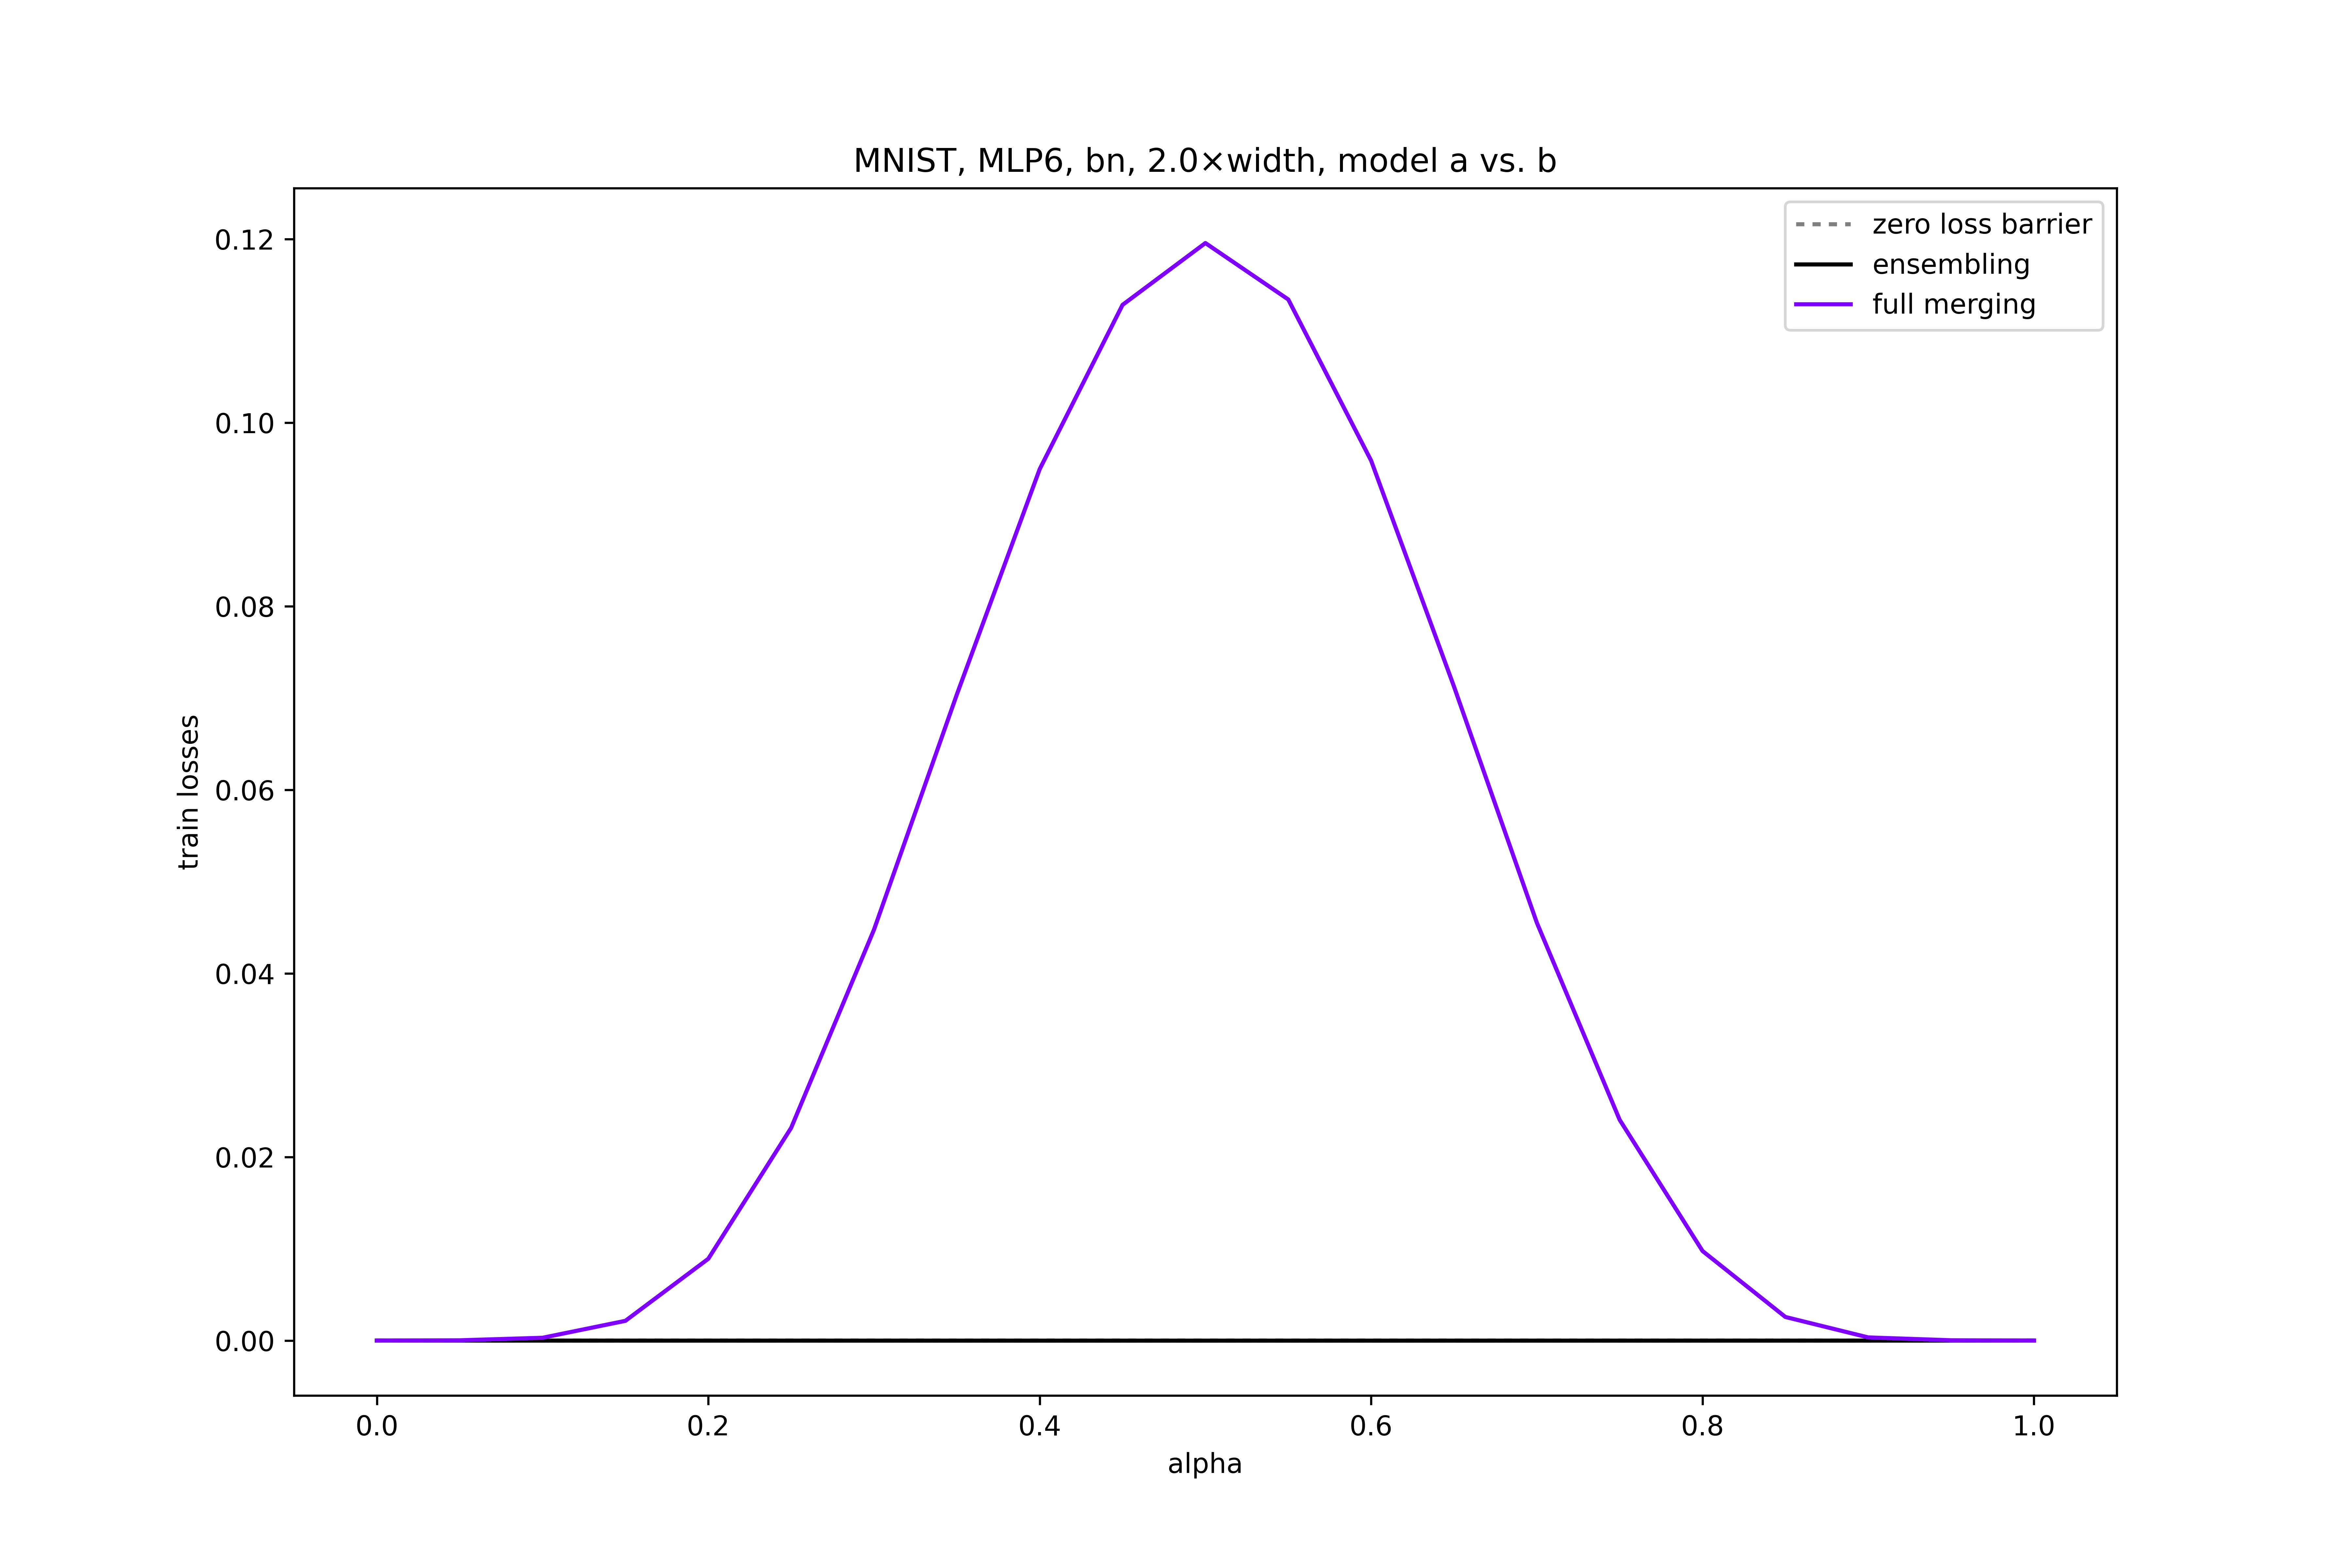 MNIST, MLP6, bn, 2.0×width, model a vs. b
zero loss barrier
ensembling
full merging
train losses
0.12
0.10
0.08
0.06
0.04
0.02
0.00
0.0 0.2 0.4 0.6 0.8 1.0
alpha